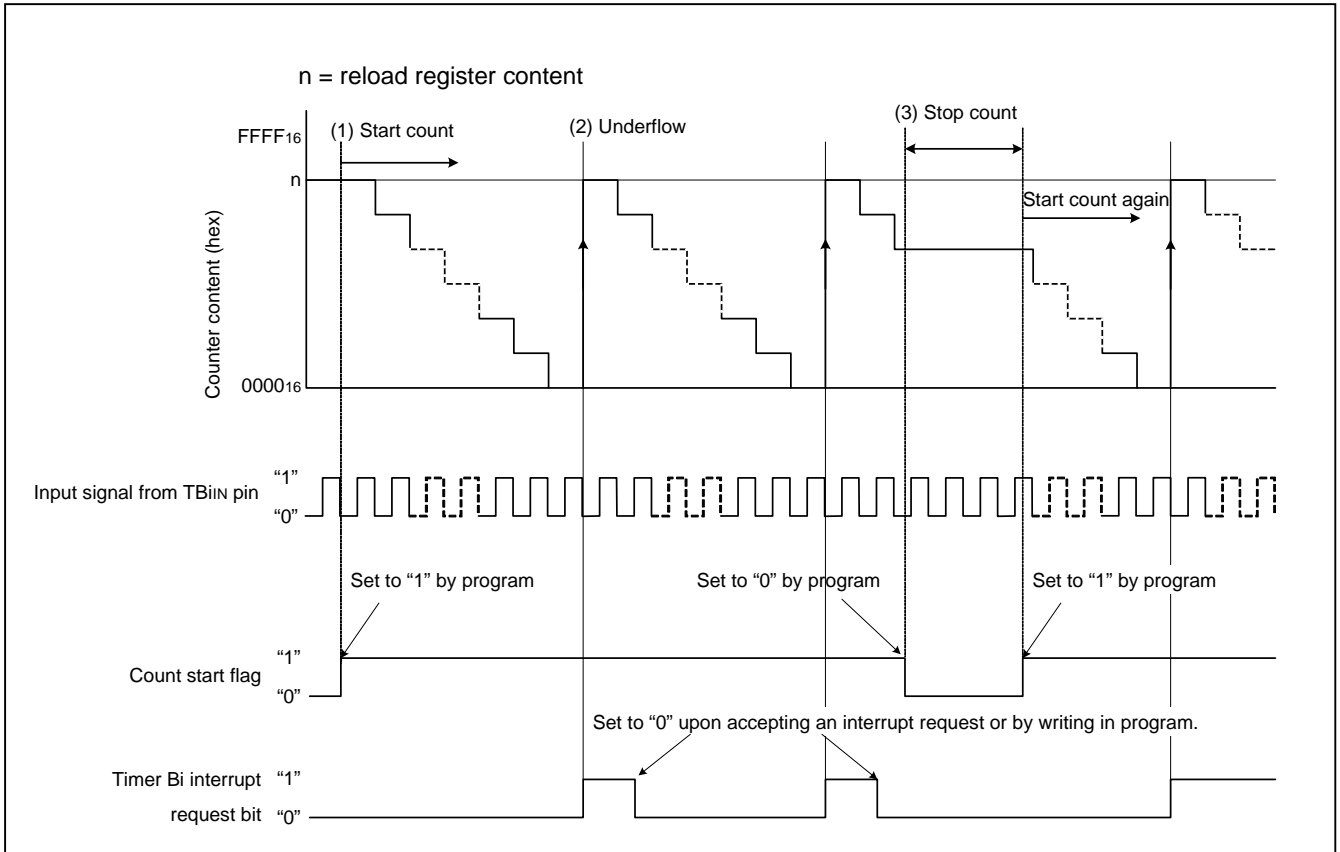 n = reload register content
(1) Start count
(2) Underflow
(3) Stop count
FFFF16
n
Start count again
Counter content (hex)
000016
Input signal from TBiIN pin
“1”
“0”
Set to “1” by program
Set to “0” by program
Set to “1” by program
Count start flag
“1”
“0”
Set to “0” upon accepting an interrupt request or by writing in program.
Timer Bi interrupt
request bit
“1”
“0”